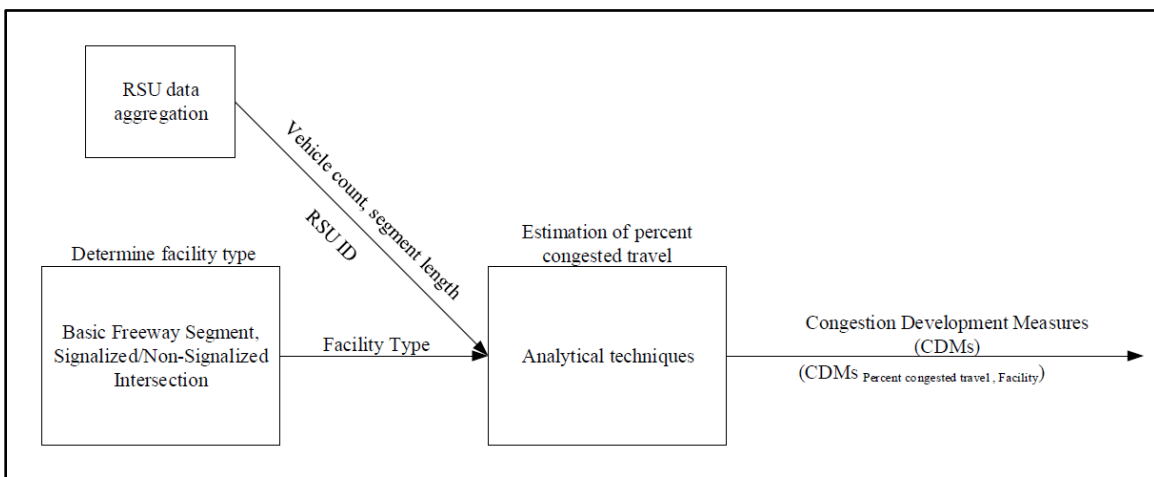 RSU data
aggregation
Vehicle count, segment length
RSU ID
Determine facility type
Basic Freeway Segment,
Signalized/Non-Signalized
Intersection
Facility Type
Estimation of percent
congested travel
Analytical techniques
Congestion Development Measures
(CDMs)
(CDMs Percent congested travel , Facility)